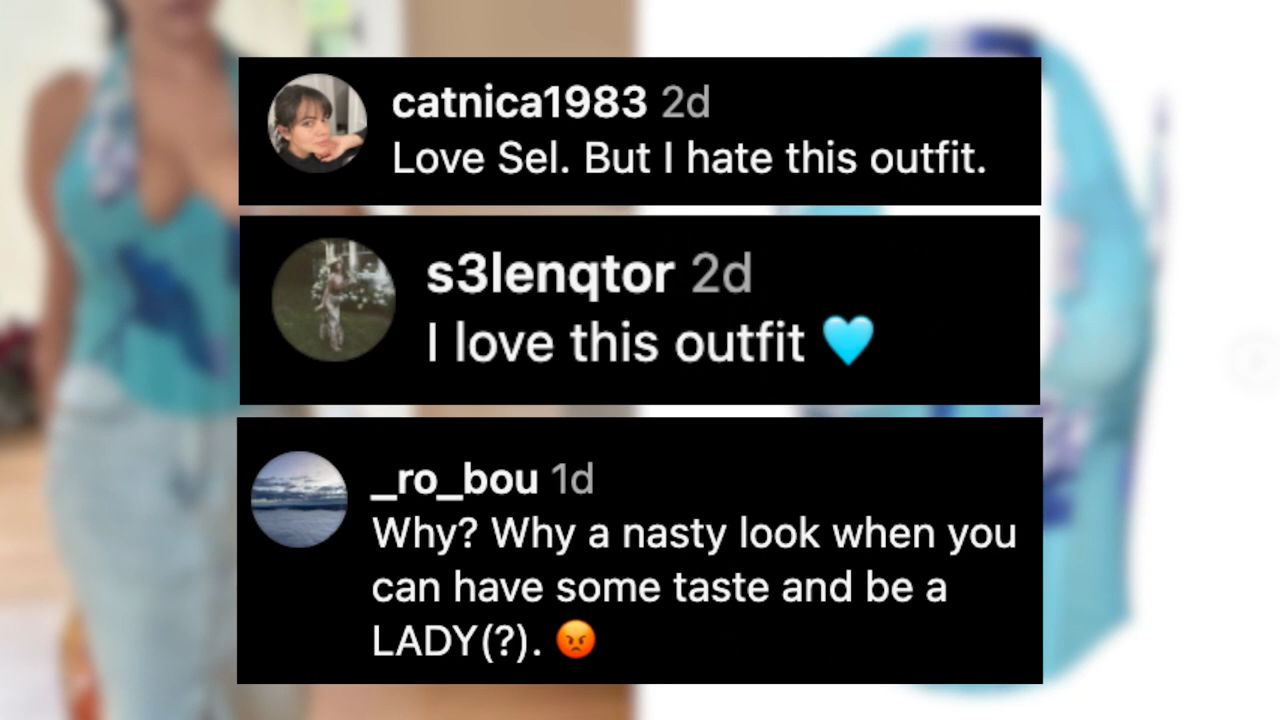 catnica1983 2d
Love Sel. But I hate this outfit.
s3lenqtor 2d
I love this outfit 🩵
_ro_bou 1d
Why? Why a nasty look when you
can have some taste and be a
LADY(?). 😡